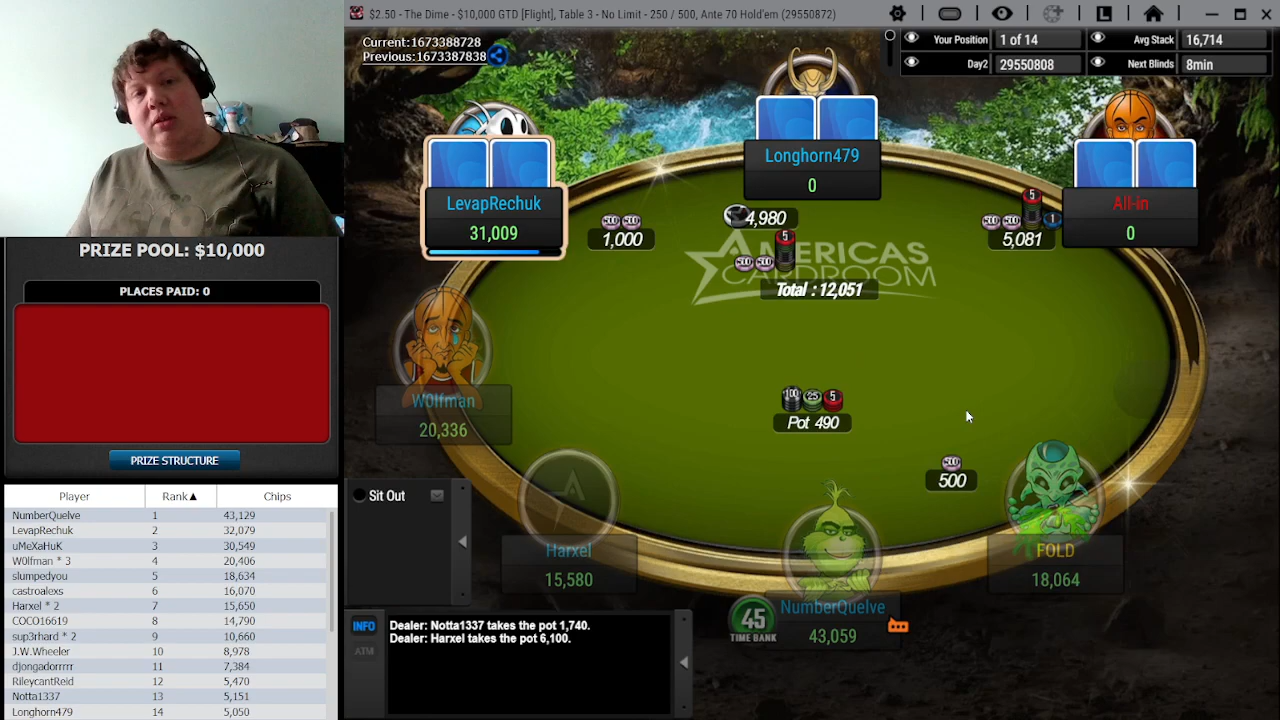 $2.50 - The Dime - $10,000 GTD [Flight], Table 3 - No Limit - 250 / 500, Ante 70 Hold'em (29550872)
Current:1673388728
Previous:1673387838
Your Position 1 of 14 Avg Stack 16,714
Day2 29550808 Next Blinds 8min
Longhorn479
0
LevapRechuk
31,009
All-in
0
1,000
4,980
5,081
AMERICAS
CARDROOM
Total : 12,051
PRIZE POOL: $10,000
PLACES PAID: 0
PRIZE STRUCTURE
W0lfman
20,336
Pot 490
500
Sit Out
Harxel
15,580
FOLD
18,064
NumberQuelve
43,059
45
TIME BANK
INFO
ATM
Dealer: Notta1337 takes the pot 1,740.
Dealer: Harxel takes the pot 6,100.
Player Rank▲ Chips
NumberQuelve 1 43,129
LevapRechuk 2 32,079
uMeXaHuK 3 30,549
W0lfman * 3 4 20,406
slumpedyou 5 18,634
castroalexs 6 16,070
Harxel * 2 7 15,650
COCO16619 8 14,790
sup3rhard * 2 9 10,660
J.W.Wheeler 10 8,978
djongadorrrrr 11 7,384
RileycantReid 12 5,470
Notta1337 13 5,151
Longhorn479 14 5,050